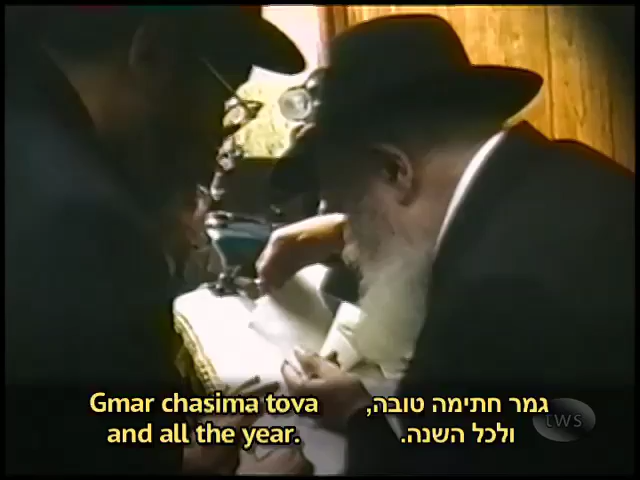 Gmar chasima tova
and all the year.
גמר חתימה טובה,
ולכל השנה.
tws